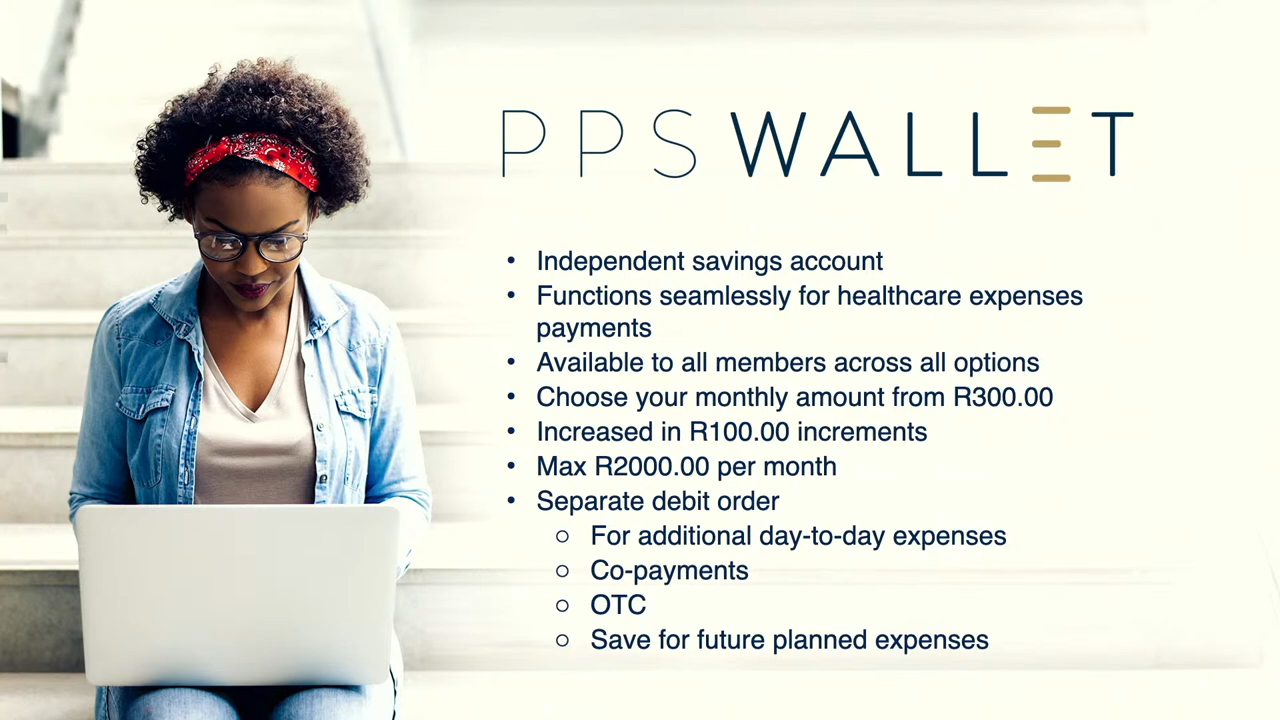 PPS WALLET
• Independent savings account
• Functions seamlessly for healthcare expenses
payments
• Available to all members across all options
• Choose your monthly amount from R300.00
• Increased in R100.00 increments
• Max R2000.00 per month
• Separate debit order
○ For additional day-to-day expenses
○ Co-payments
○ OTC
○ Save for future planned expenses